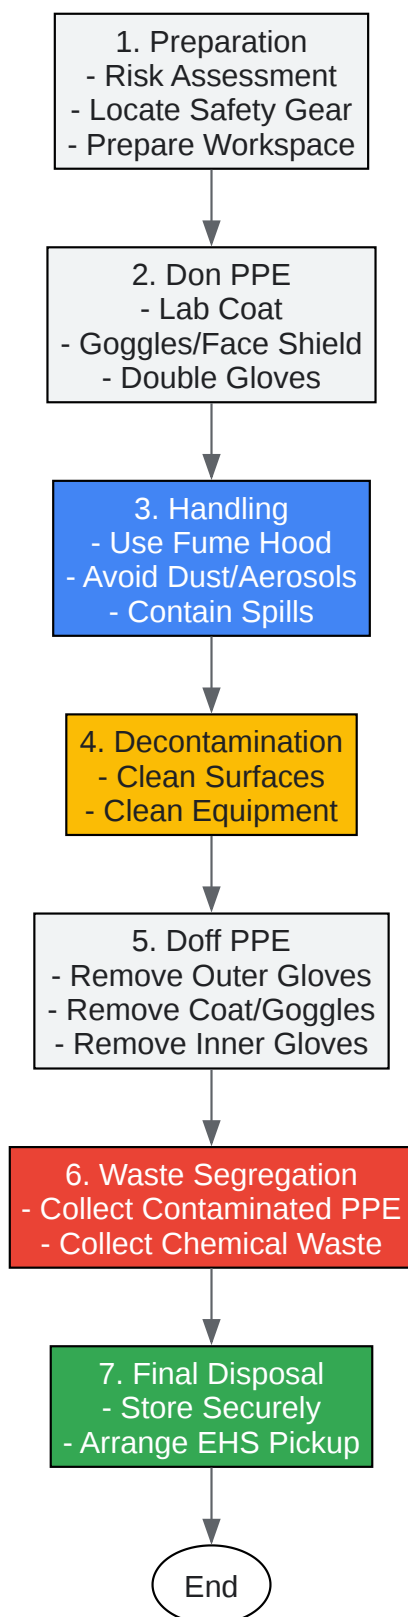 1. Preparation
- Risk Assessment
- Locate Safety Gear
- Prepare Workspace
2. Don PPE
- Lab Coat
- Goggles/Face Shield
- Double Gloves
3. Handling
- Use Fume Hood
- Avoid Dust/Aerosols
- Contain Spills
4. Decontamination
- Clean Surfaces
- Clean Equipment
5. Doff PPE
- Remove Outer Gloves
- Remove Coat/Goggles
- Remove Inner Gloves
6. Waste Segregation
- Collect Contaminated PPE
- Collect Chemical Waste
7. Final Disposal
- Store Securely
- Arrange EHS Pickup
End